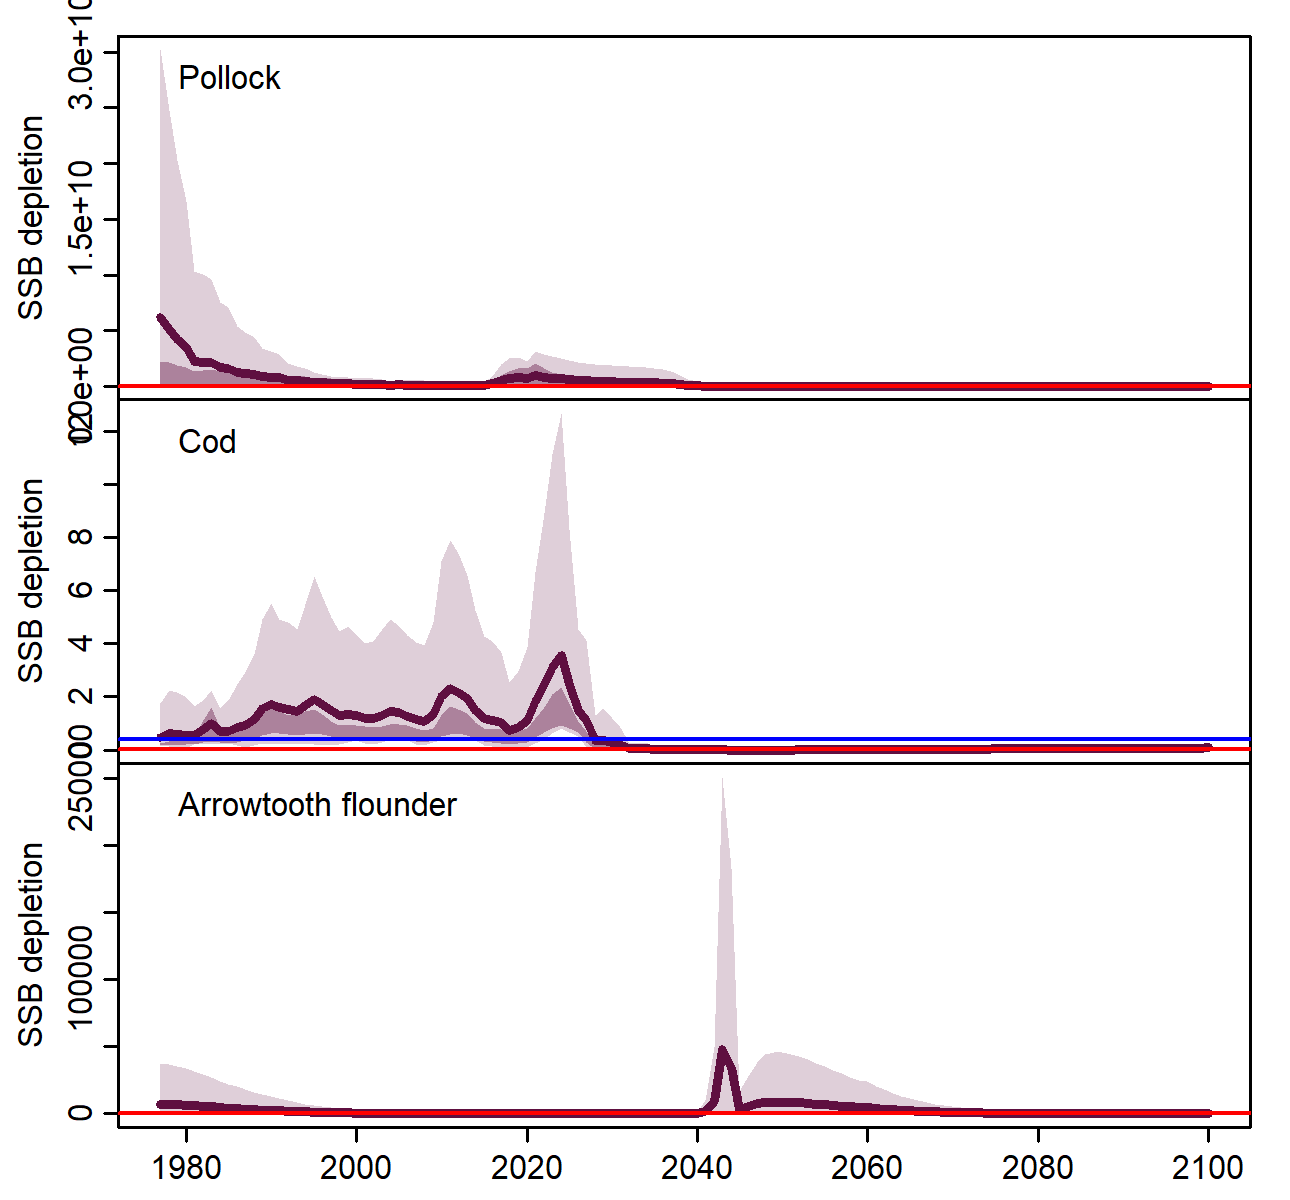 3.0e+10
Pollock
SSB depletion
1.5e+10
0.0e+00
12
Cod
SSB depletion
8
6
4
2
0
250000
Arrowtooth flounder
SSB depletion
100000
0
1980 2000 2020 2040 2060 2080 2100